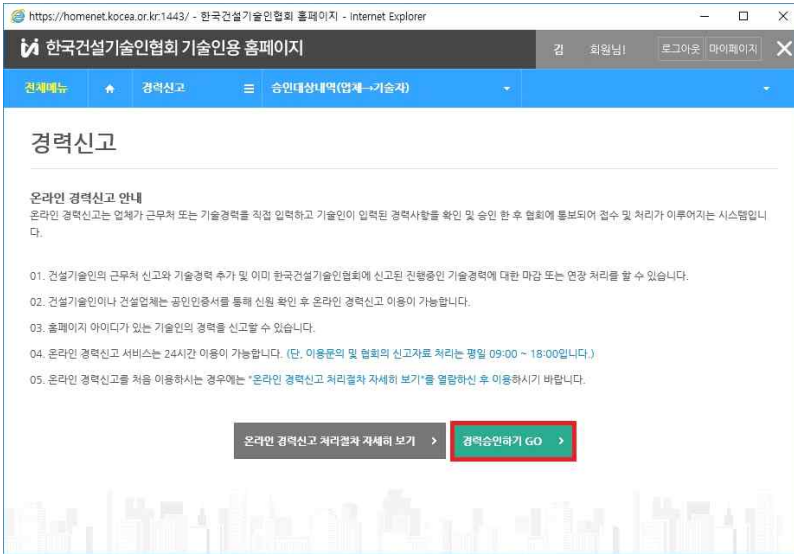 https://homenet.kocea.or.kr:1443/ - 한국건설기술인협회 홈페이지 - Internet Explorer
한국건설기술인협회 기술인용 홈페이지
김 회원님!
로그아웃 마이페이지
전체메뉴
경력신고
승인대상내역(업체→기술자)
경력신고
온라인 경력신고 안내
온라인 경력신고는 업체가 근무처 또는 기술경력을 직접 입력하고 기술인이 입력된 경력사항을 확인 및 승인 한 후 협회에 통보되어 접수 및 처리가 이루어지는 시스템입니
다.
01. 건설기술인의 근무처 신고와 기술경력 추가 및 이미 한국건설기술인협회에 신고된 진행중인 기술경력에 대한 마감 또는 연장 처리를 할 수 있습니다.
02. 건설기술인이나 건설업체는 공인인증서를 통해 신원 확인 후 온라인 경력신고 이용이 가능합니다.
03. 홈페이지 아이디가 있는 기술인의 경력을 신고할 수 있습니다.
04. 온라인 경력신고 서비스는 24시간 이용이 가능합니다. (단, 이용문의 및 협회의 신고자료 처리는 평일 09:00 ~ 18:00입니다.)
05. 온라인 경력신고를 처음 이용하시는 경우에는 "온라인 경력신고 처리절차 자세히 보기"를 열람하신 후 이용하시기 바랍니다.
온라인 경력신고 처리절차 자세히 보기 >
경력승인하기 GO >